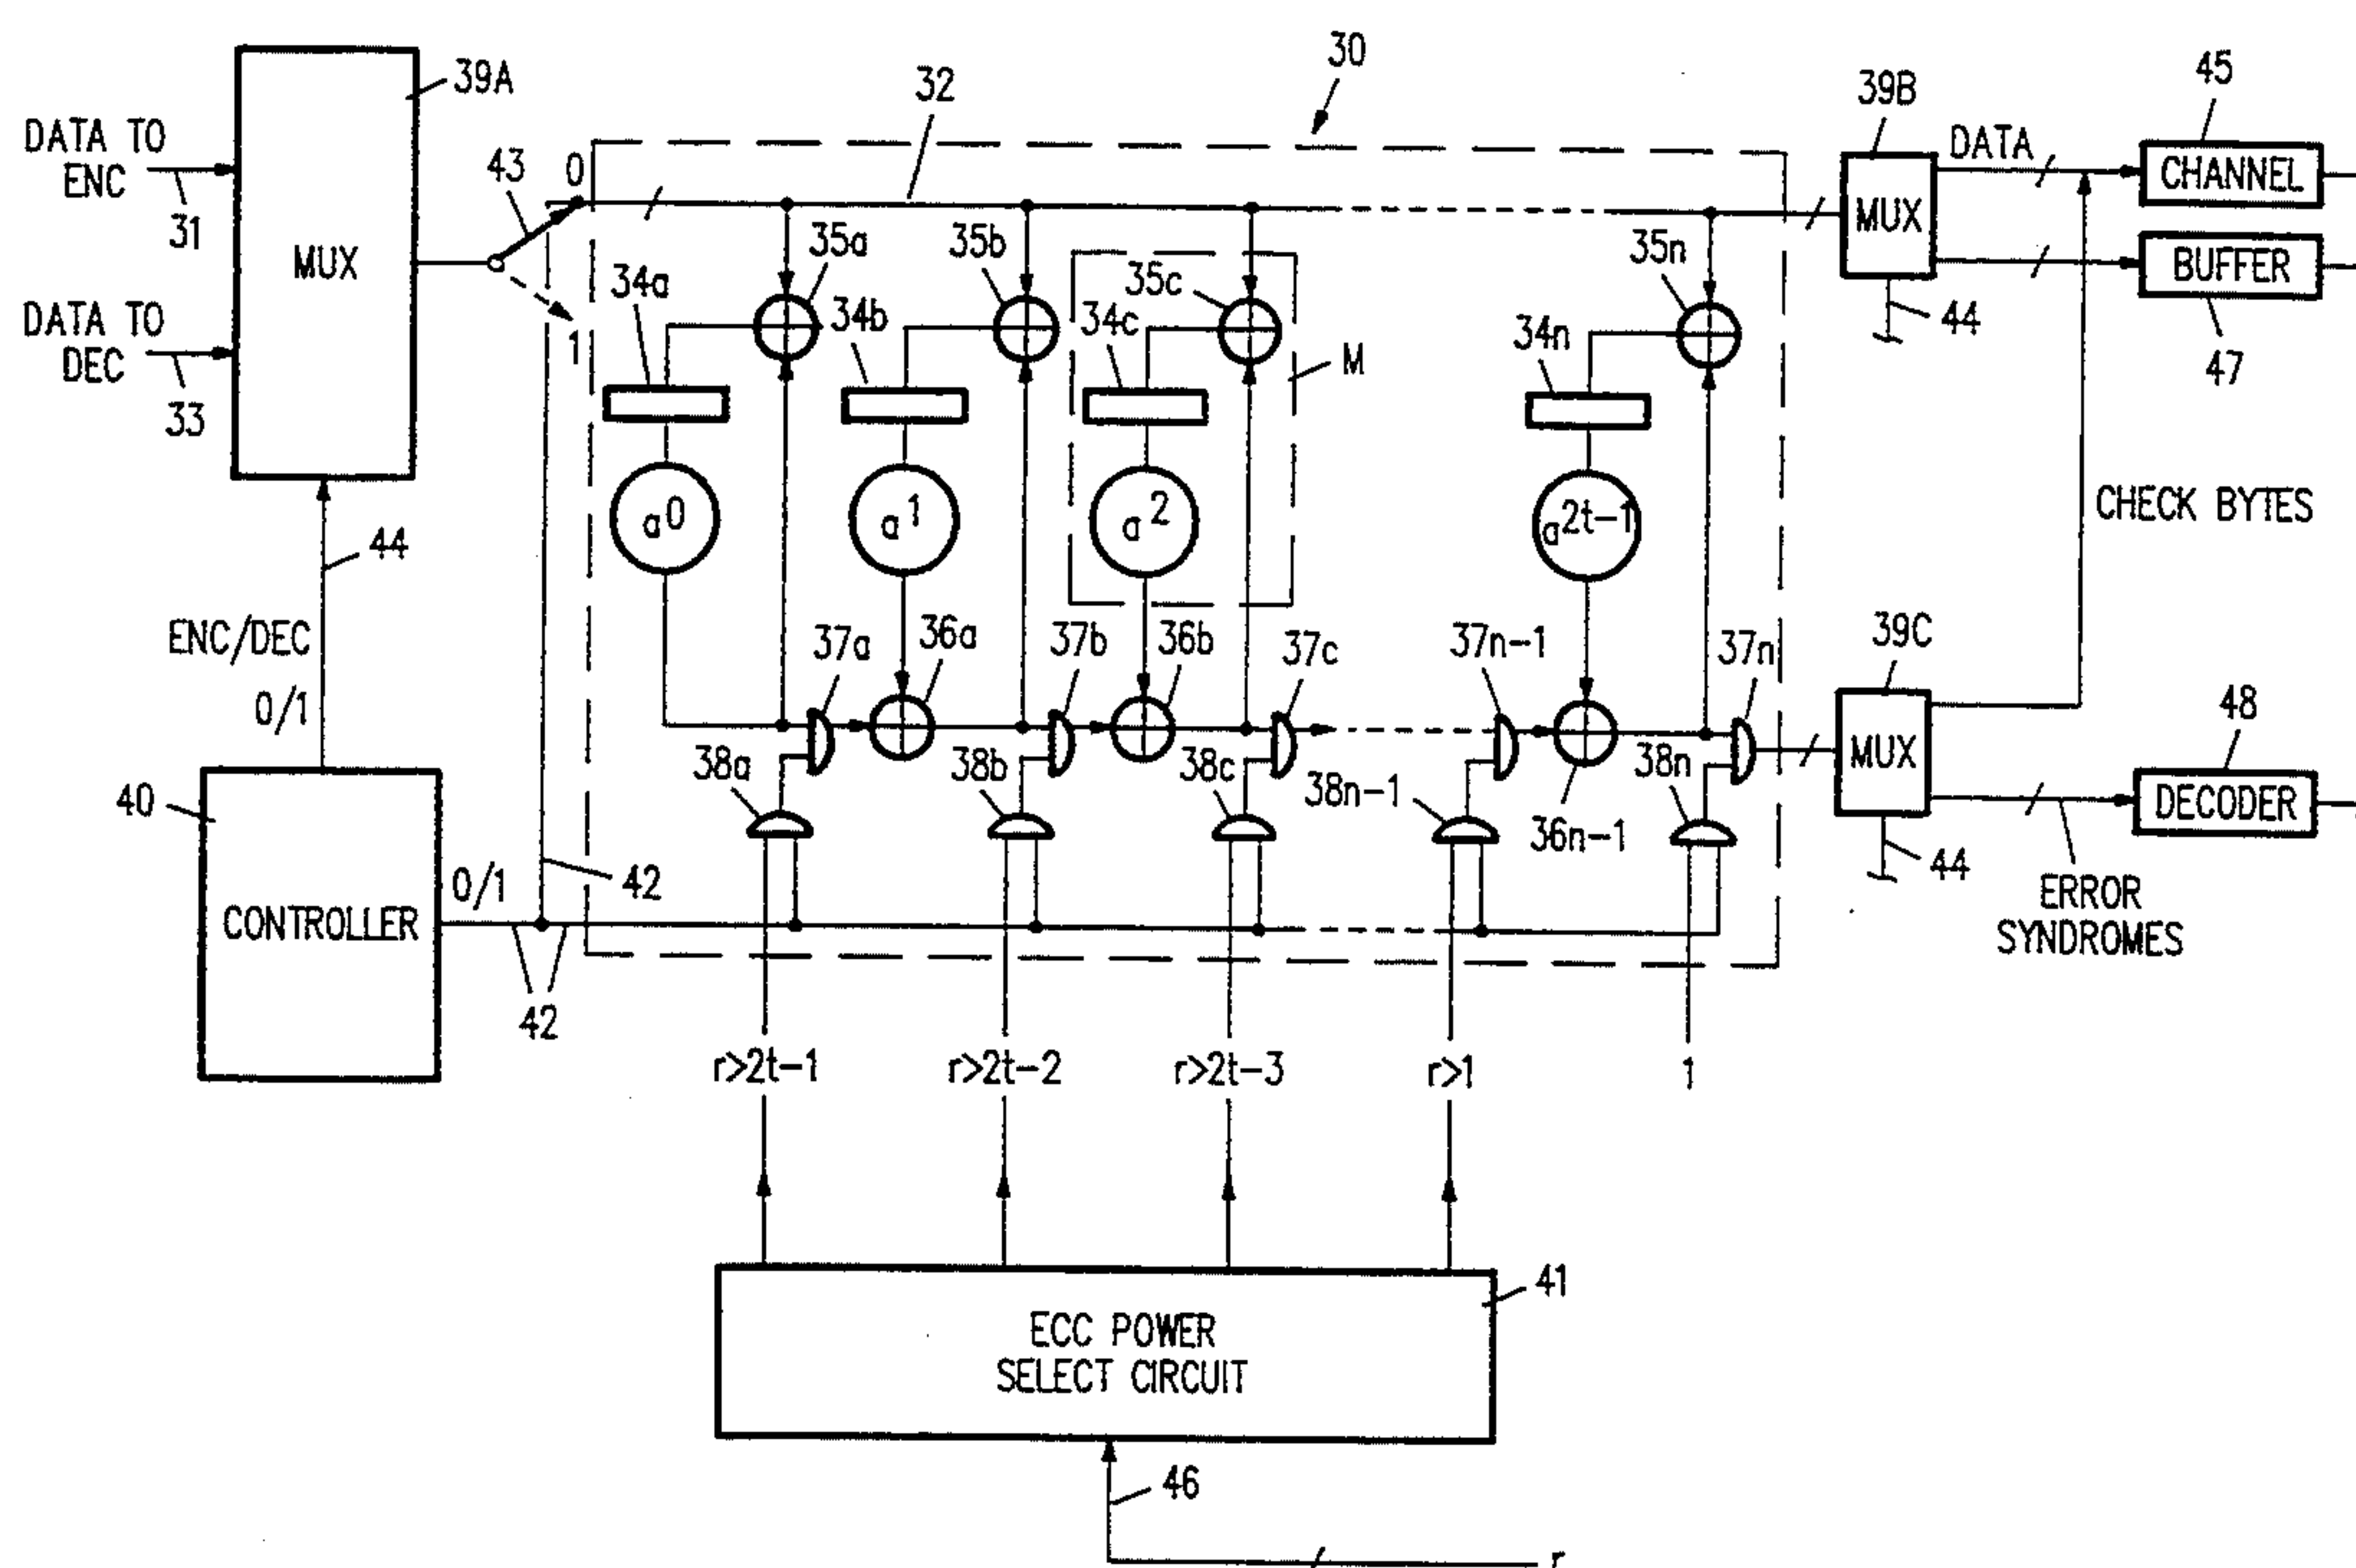 30
39A
32
39B
45
DATA TO
ENC
31
43
0
DATA
CHANNEL
MUX
MUX
35a
35b
35c
35n
BUFFER
47
44
34a
34b
34c
34n
M
DATA TO
DEC
33
1
a0
a1
a2
a2t-1
CHECK BYTES
44
ENC/DEC
0/1
37a
36a
37b
36b
37c
37n-1
37n
39C
48
38a
38b
38c
38n-1
36n-1
38n
MUX
DECODER
44
40
CONTROLLER
0/1
42
42
ERROR
SYNDROMES
r>2t-1
r>2t-2
r>2t-3
r>1
1
41
ECC POWER
SELECT CIRCUIT
46
r